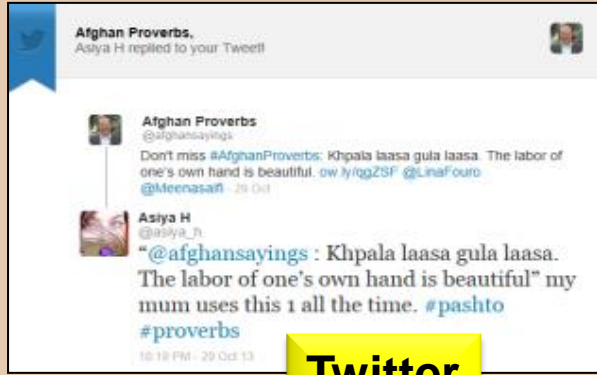 Afghan Proverbs,
Asiya H replied to your Tweet!
Afghan Proverbs
@afghansayings
Don't miss #AfghanProverbs: Khpala laasa gula laasa. The labor of
one's own hand is beautiful. ow.ly/qgZSF @LinaFouro
@Meenasaifi - 29 Oct
Asiya H
@asiya_h
"@afghansayings : Khpala laasa gula laasa.
The labor of one's own hand is beautiful" my
mum uses this 1 all the time. #pashto
#proverbs
10:19 PM - 29 Oct 13
Twitter